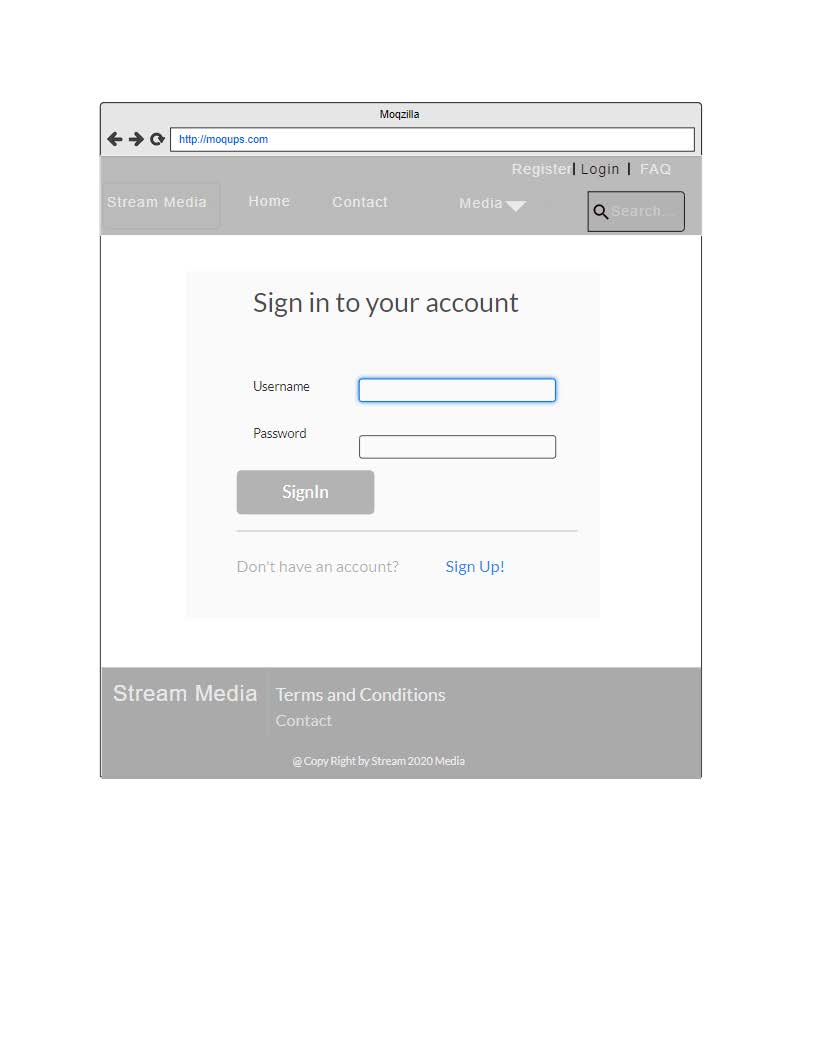 Moqzilla
http://moqups.com
Register | Login | FAQ
Stream Media Home Contact Media Search...
Sign in to your account
Username
Password
SignIn
Don't have an account? Sign Up!
Stream Media Terms and Conditions
Contact
@ Copy Right by Stream 2020 Media